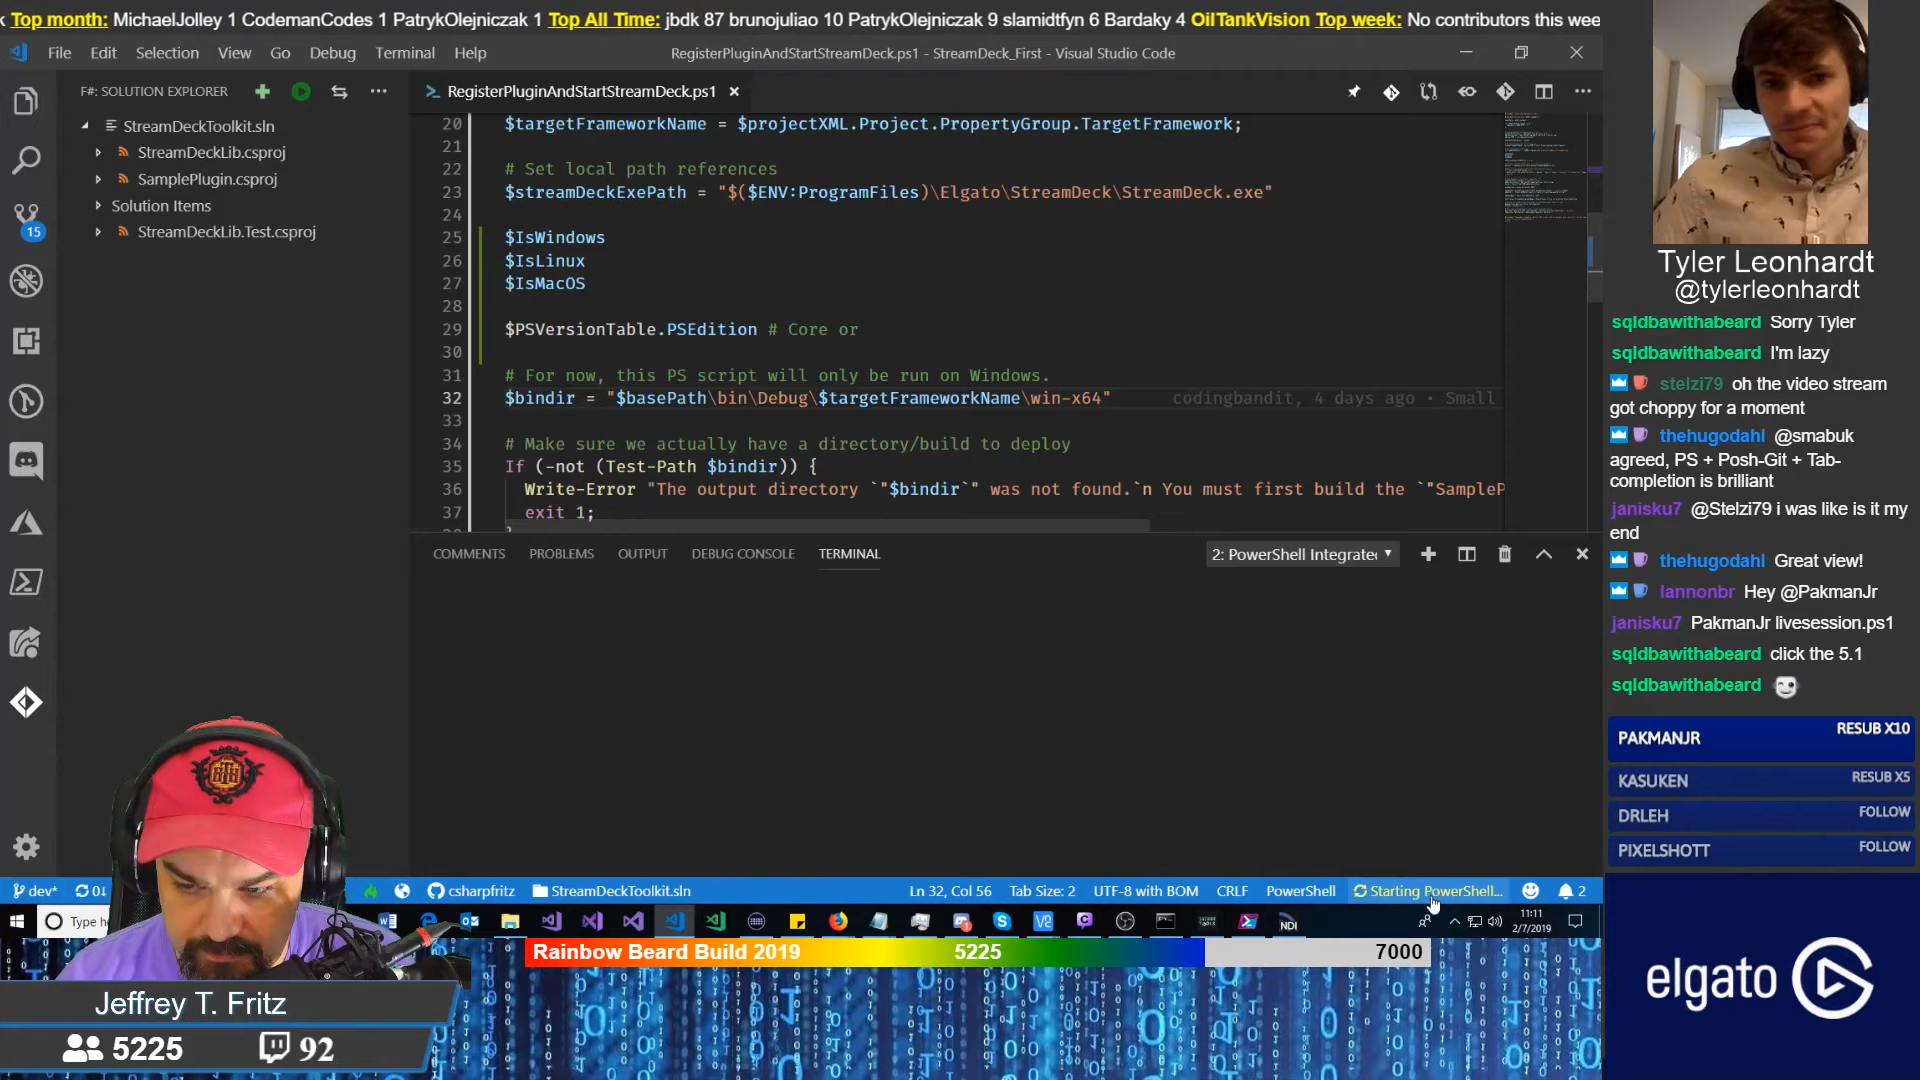 k Top month: MichaelJolley 1 CodemanCodes 1 PatrykOlejniczak 1 Top All Time: jbdk 87 brunojuliao 10 PatrykOlejniczak 9 slamidtfyn 6 Bardaky 4 OilTankVision Top week: No contributors this wee
File Edit Selection View Go Debug Terminal Help
RegisterPluginAndStartStreamDeck.ps1 - StreamDeck_First - Visual Studio Code
F#: SOLUTION EXPLORER
StreamDeckToolkit.sln
StreamDeckLib.csproj
SamplePlugin.csproj
Solution Items
StreamDeckLib.Test.csproj
15
RegisterPluginAndStartStreamDeck.ps1
20 $targetFrameworkName = $projectXML.Project.PropertyGroup.TargetFramework;
21
22 # Set local path references
23 $streamDeckExePath = "$($ENV:ProgramFiles)\Elgato\StreamDeck\StreamDeck.exe"
24
25 $IsWindows
26 $IsLinux
27 $IsMacOS
28
29 $PSVersionTable.PSEdition # Core or
30
31 # For now, this PS script will only be run on Windows.
32 $bindir = "$basePath\bin\Debug\$targetFrameworkName\win-x64" codingbandit, 4 days ago • Small
33
34 # Make sure we actually have a directory/build to deploy
35 If (-not (Test-Path $bindir)) {
36 Write-Error "The output directory `"$bindir`" was not found.`n You must first build the `"SampleP
37 exit 1;
COMMENTS PROBLEMS OUTPUT DEBUG CONSOLE TERMINAL
2: PowerShell Integrate
dev* 0↓ csharpfritz StreamDeckToolkit.sln Ln 32, Col 56 Tab Size: 2 UTF-8 with BOM CRLF PowerShell Starting PowerShell... 2
Type he
11:11
2/7/2019
NDI
Rainbow Beard Build 2019 5225 7000
Jeffrey T. Fritz
5225 92
Tyler Leonhardt
@tylerleonhardt
sqldbawithabeard Sorry Tyler
sqldbawithabeard I'm lazy
stelzi79 oh the video stream
got choppy for a moment
thehugodahl @smabuk
agreed, PS + Posh-Git + Tab-
completion is brilliant
janisku7 @Stelzi79 i was like is it my
end
thehugodahl Great view!
lannonbr Hey @PakmanJr
janisku7 PakmanJr livesession.ps1
sqldbawithabeard click the 5.1
sqldbawithabeard
PAKMANJR RESUB X10
KASUKEN RESUB X5
DRLEH FOLLOW
PIXELSHOTT FOLLOW
elgato